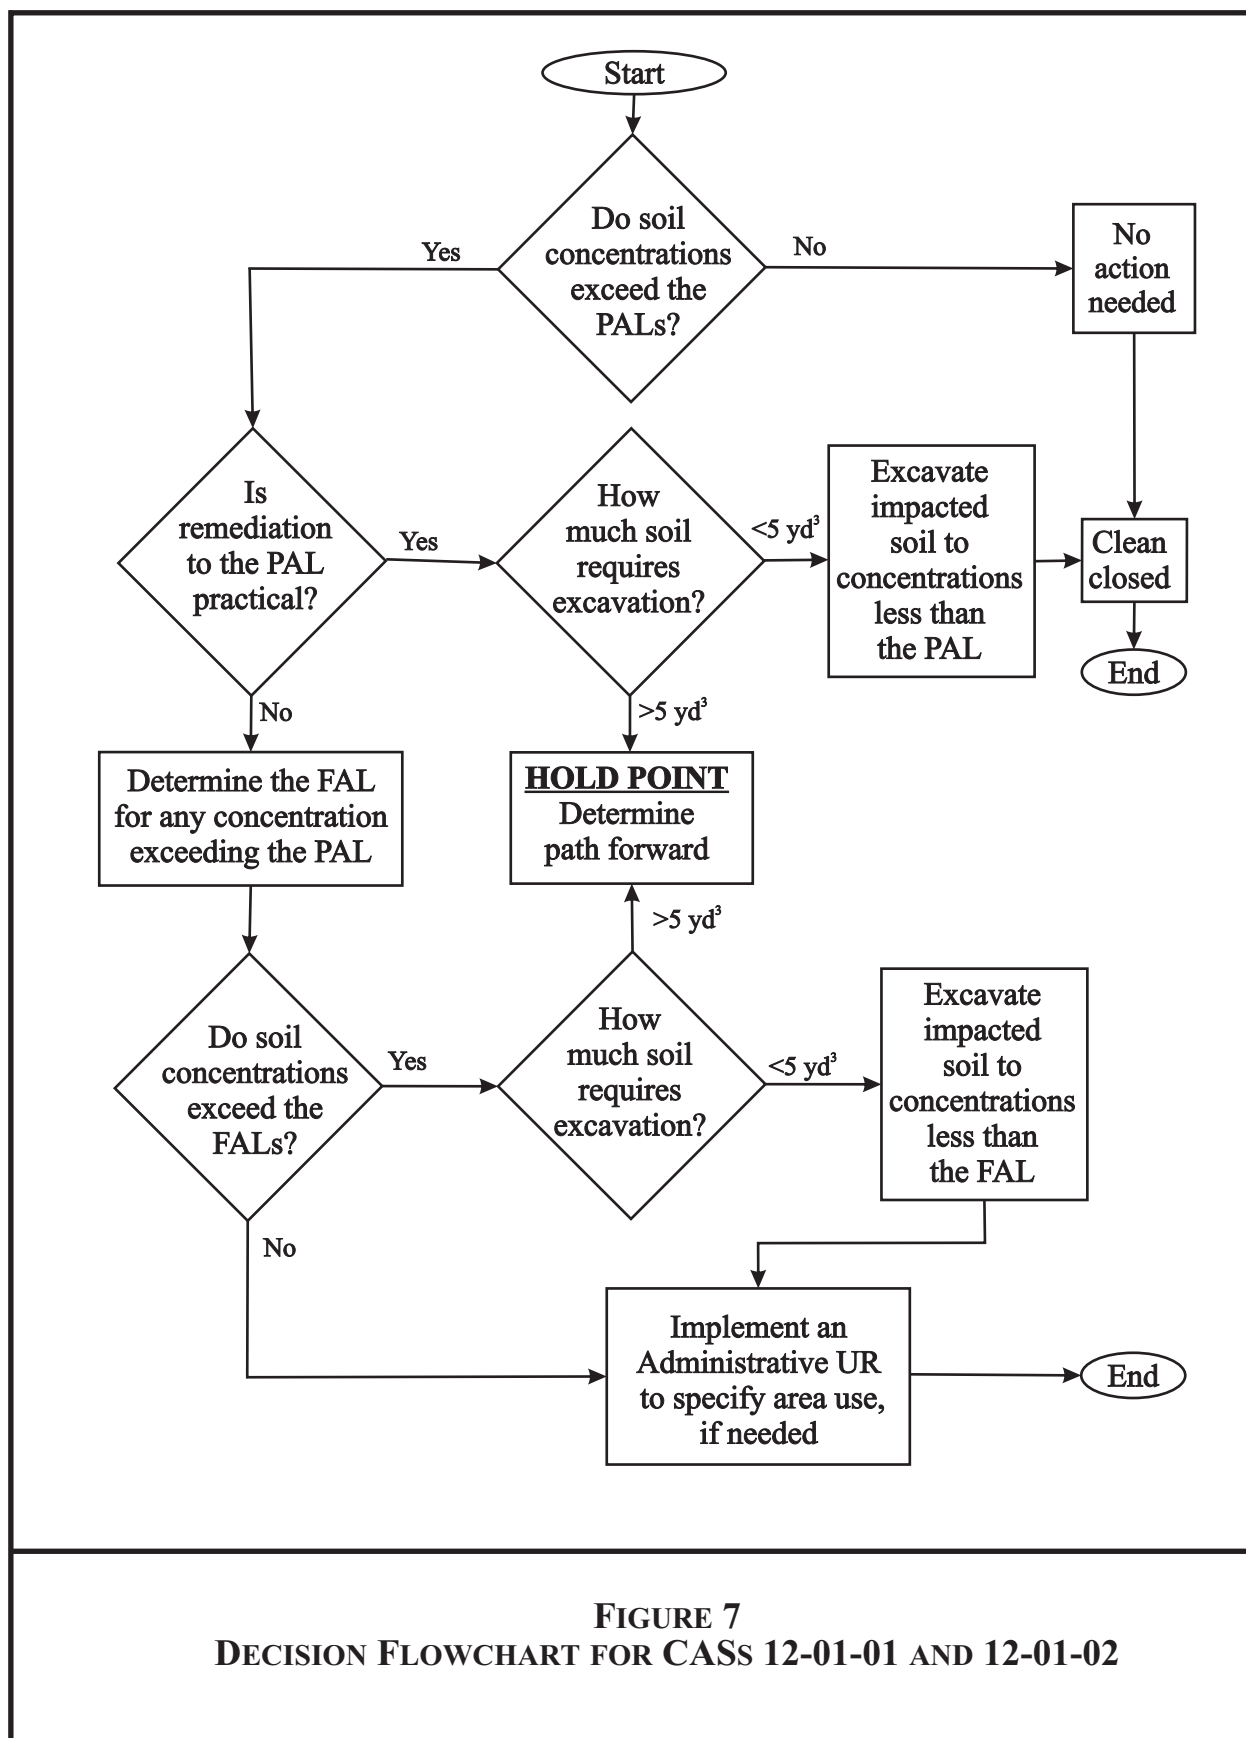 Start
Do soil
concentrations
exceed the
PALs?
Yes
No
No
action
needed
Is
remediation
to the PAL
practical?
Yes
How
much soil
requires
excavation?
<5 yd³
Excavate
impacted
soil to
concentrations
less than
the PAL
Clean
closed
End
No
>5 yd³
Determine the FAL
for any concentration
exceeding the PAL
HOLD POINT
Determine
path forward
>5 yd³
Do soil
concentrations
exceed the
FALs?
Yes
How
much soil
requires
excavation?
<5 yd³
Excavate
impacted
soil to
concentrations
less than
the FAL
No
Implement an
Administrative UR
to specify area use,
if needed
End
FIGURE 7
DECISION FLOWCHART FOR CASS 12-01-01 AND 12-01-02